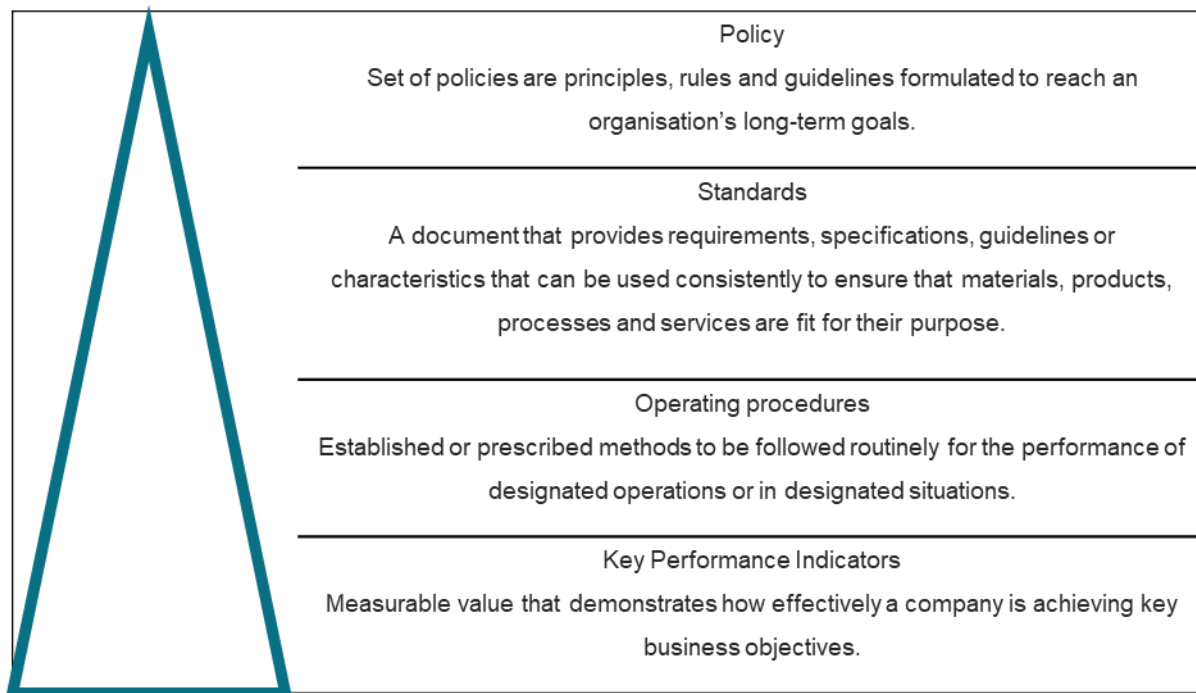 Policy
Set of policies are principles, rules and guidelines formulated to reach an
organisation's long-term goals.
Standards
A document that provides requirements, specifications, guidelines or
characteristics that can be used consistently to ensure that materials, products,
processes and services are fit for their purpose.
Operating procedures
Established or prescribed methods to be followed routinely for the performance of
designated operations or in designated situations.
Key Performance Indicators
Measurable value that demonstrates how effectively a company is achieving key
business objectives.